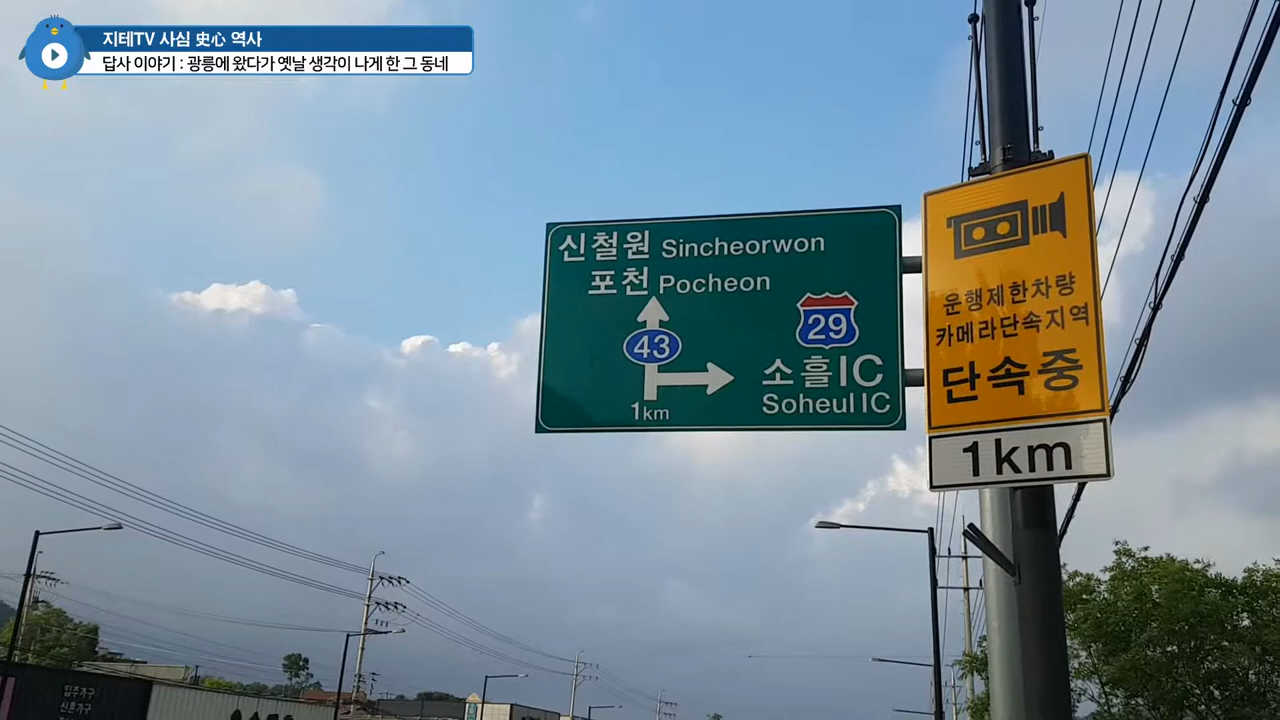 지테TV 사심 史心 역사
답사 이야기 : 광릉에 왔다가 옛날 생각이 나게 한 그 동네
신철원 Sincheorwon
포천 Pocheon
43
29
소흘IC
Soheul IC
1km
운행제한차량
카메라단속지역
단속중
1km
입주가구
신혼가구